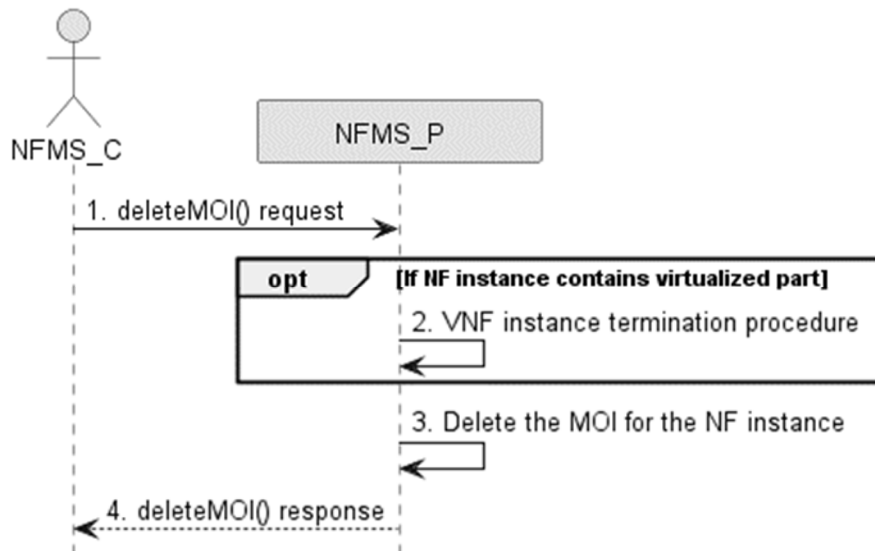 NFMS_C
NFMS_P
1. deleteMOI() request
opt
[If NF instance contains virtualized part]
2. VNF instance termination procedure
3. Delete the MOI for the NF instance
4. deleteMOI() response